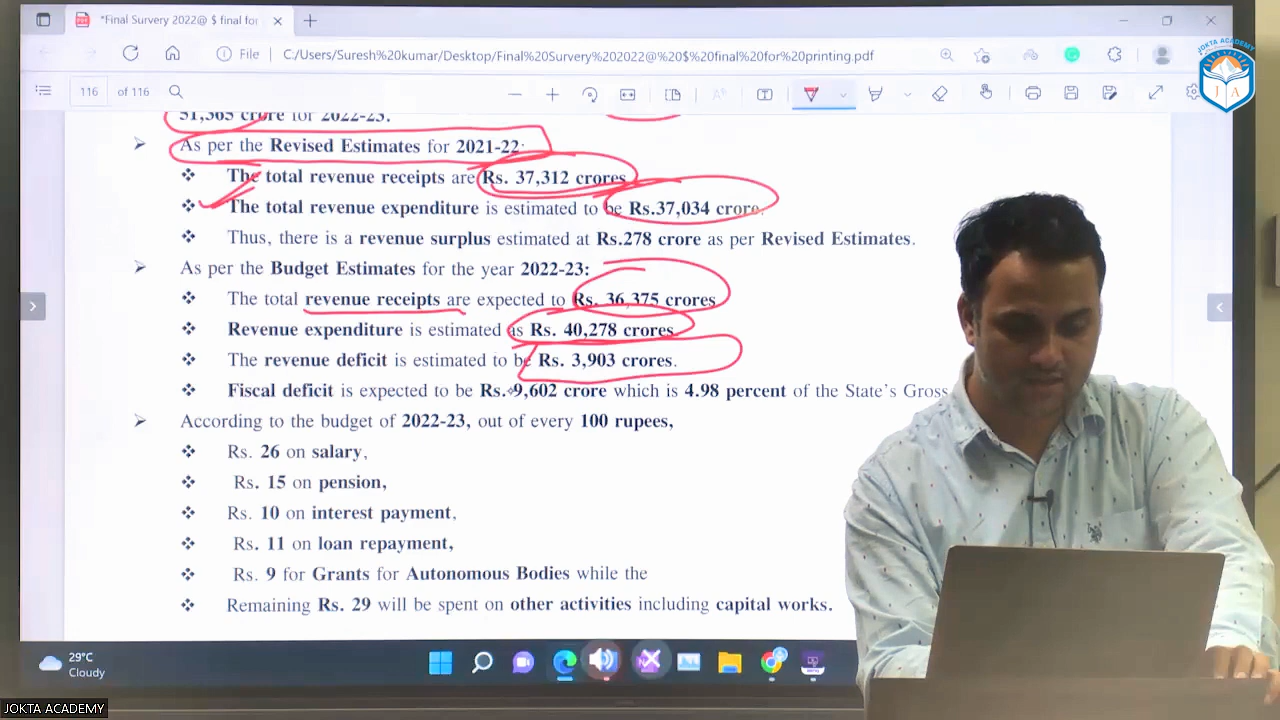 *Final Survery 2022@ $ final for
File
C:/Users/Suresh%20kumar/Desktop/Final%20Survery%202022@%20$%20final%20for%20printing.pdf
JOKTA ACADEMY
J A
116 of 116
51,365 crore for 2022-23.
As per the Revised Estimates for 2021-22:
The total revenue receipts are Rs. 37,312 crores
The total revenue expenditure is estimated to be Rs.37,034 crore.
Thus, there is a revenue surplus estimated at Rs.278 crore as per Revised Estimates.
As per the Budget Estimates for the year 2022-23:
The total revenue receipts are expected to Rs. 36,375 crores
Revenue expenditure is estimated as Rs. 40,278 crores
The revenue deficit is estimated to be Rs. 3,903 crores.
Fiscal deficit is expected to be Rs. 9,602 crore which is 4.98 percent of the State's Gross
According to the budget of 2022-23, out of every 100 rupees,
Rs. 26 on salary,
Rs. 15 on pension,
Rs. 10 on interest payment,
Rs. 11 on loan repayment,
Rs. 9 for Grants for Autonomous Bodies while the
Remaining Rs. 29 will be spent on other activities including capital works.
29°C
Cloudy
JOKTA ACADEMY